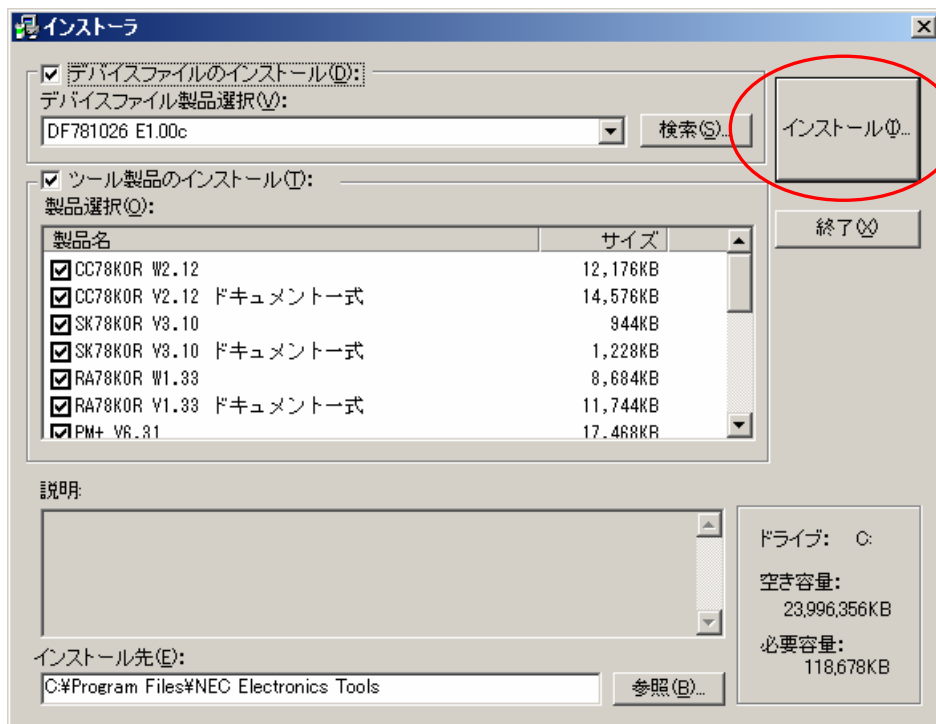 インストーラ
デバイスファイルのインストール(D):
デバイスファイル製品選択(V):
DF781026 E1.00c
検索(S)...
インストール(I)...
ツール製品のインストール(T):
製品選択(O):
終了(X)
製品名 サイズ
CC78K0R W2.12 12,176KB
CC78K0R V2.12 ドキュメント一式 14,576KB
SK78K0R V3.10 944KB
SK78K0R V3.10 ドキュメント一式 1,228KB
RA78K0R W1.33 8,684KB
RA78K0R V1.33 ドキュメント一式 11,744KB
PM+ V6.31 17,468KB
説明:
ドライブ: C:
空き容量:
23,996,356KB
必要容量:
118,678KB
インストール先(E):
C:¥Program Files¥NEC Electronics Tools
参照(B)...